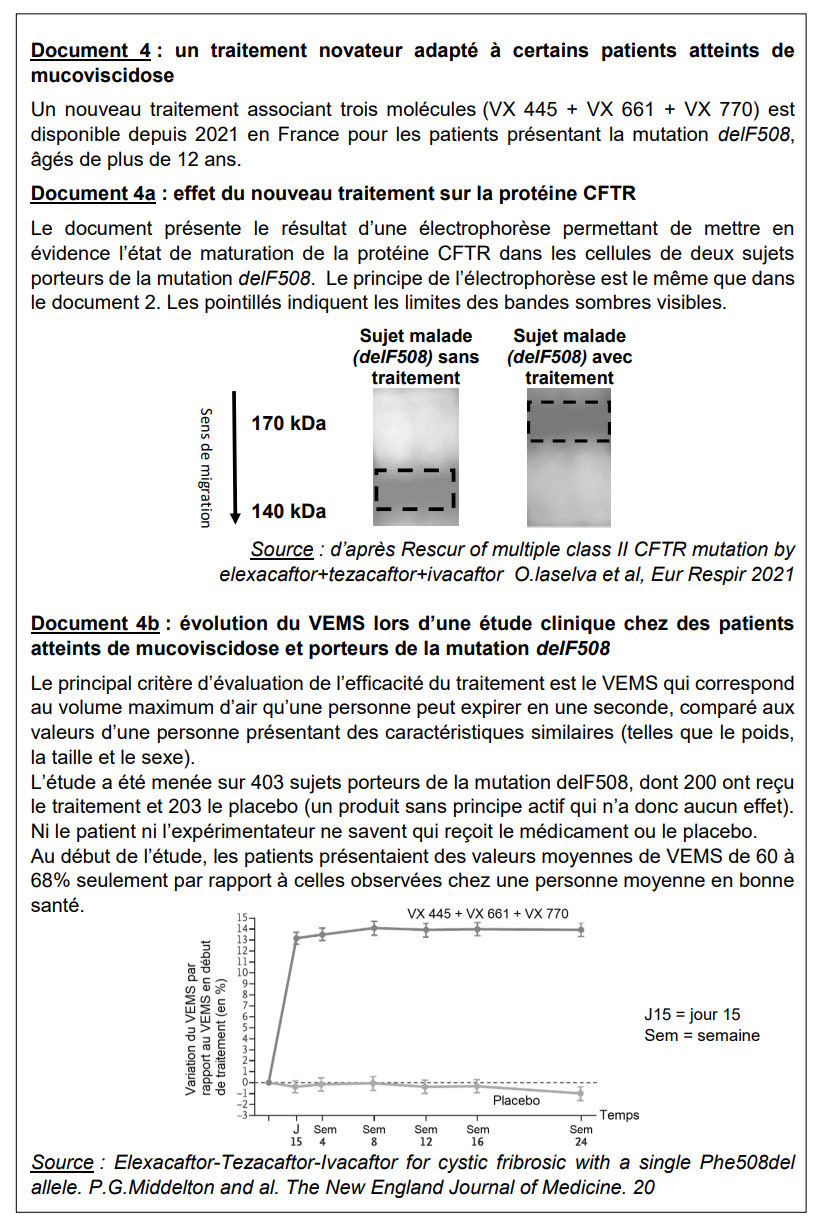 Document 4 : un traitement novateur adapté à certains patients atteints de
mucoviscidose
Un nouveau traitement associant trois molécules (VX 445 + VX 661 + VX 770) est
disponible depuis 2021 en France pour les patients présentant la mutation delF508,
âgés de plus de 12 ans.
Document 4a : effet du nouveau traitement sur la protéine CFTR
Le document présente le résultat d’une électrophorèse permettant de mettre en
évidence l’état de maturation de la protéine CFTR dans les cellules de deux sujets
porteurs de la mutation delF508. Le principe de l’électrophorèse est le même que dans
le document 2. Les pointillés indiquent les limites des bandes sombres visibles.
Sujet malade
(delF508) sans
traitement
Sujet malade
(delF508) avec
traitement
Sens de migration
170 kDa
140 kDa
Source : d’après Rescur of multiple class II CFTR mutation by
elexacaftor+tezacaftor+ivacaftor O.laselva et al, Eur Respir 2021
Document 4b : évolution du VEMS lors d’une étude clinique chez des patients
atteints de mucoviscidose et porteurs de la mutation delF508
Le principal critère d’évaluation de l’efficacité du traitement est le VEMS qui correspond
au volume maximum d’air qu’une personne peut expirer en une seconde, comparé aux
valeurs d’une personne présentant des caractéristiques similaires (telles que le poids,
la taille et le sexe).
L’étude a été menée sur 403 sujets porteurs de la mutation delF508, dont 200 ont reçu
le traitement et 203 le placebo (un produit sans principe actif qui n’a donc aucun effet).
Ni le patient ni l’expérimentateur ne savent qui reçoit le médicament ou le placebo.
Au début de l’étude, les patients présentaient des valeurs moyennes de VEMS de 60 à
68% seulement par rapport à celles observées chez une personne moyenne en bonne
santé.
Variation du VEMS par
rapport au VEMS en début
de traitement (en %)
15
14
13
12
11
10
9
8
7
6
5
4
3
2
1
0
−1
−2
−3
VX 445 + VX 661 + VX 770
Placebo
Temps
J
15
Sem
4
Sem
8
Sem
12
Sem
16
Sem
24
J15 = jour 15
Sem = semaine
Source : Elexacaftor-Tezacaftor-Ivacaftor for cystic fibrosic with a single Phe508del
allele. P.G.Middelton and al. The New England Journal of Medicine. 20